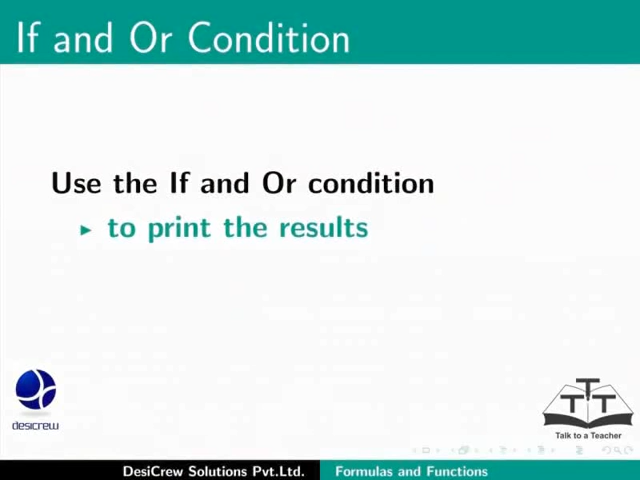 If and Or Condition
Use the If and Or condition
to print the results
desicrew
TTT
Talk to a Teacher
DesiCrew Solutions Pvt.Ltd. Formulas and Functions